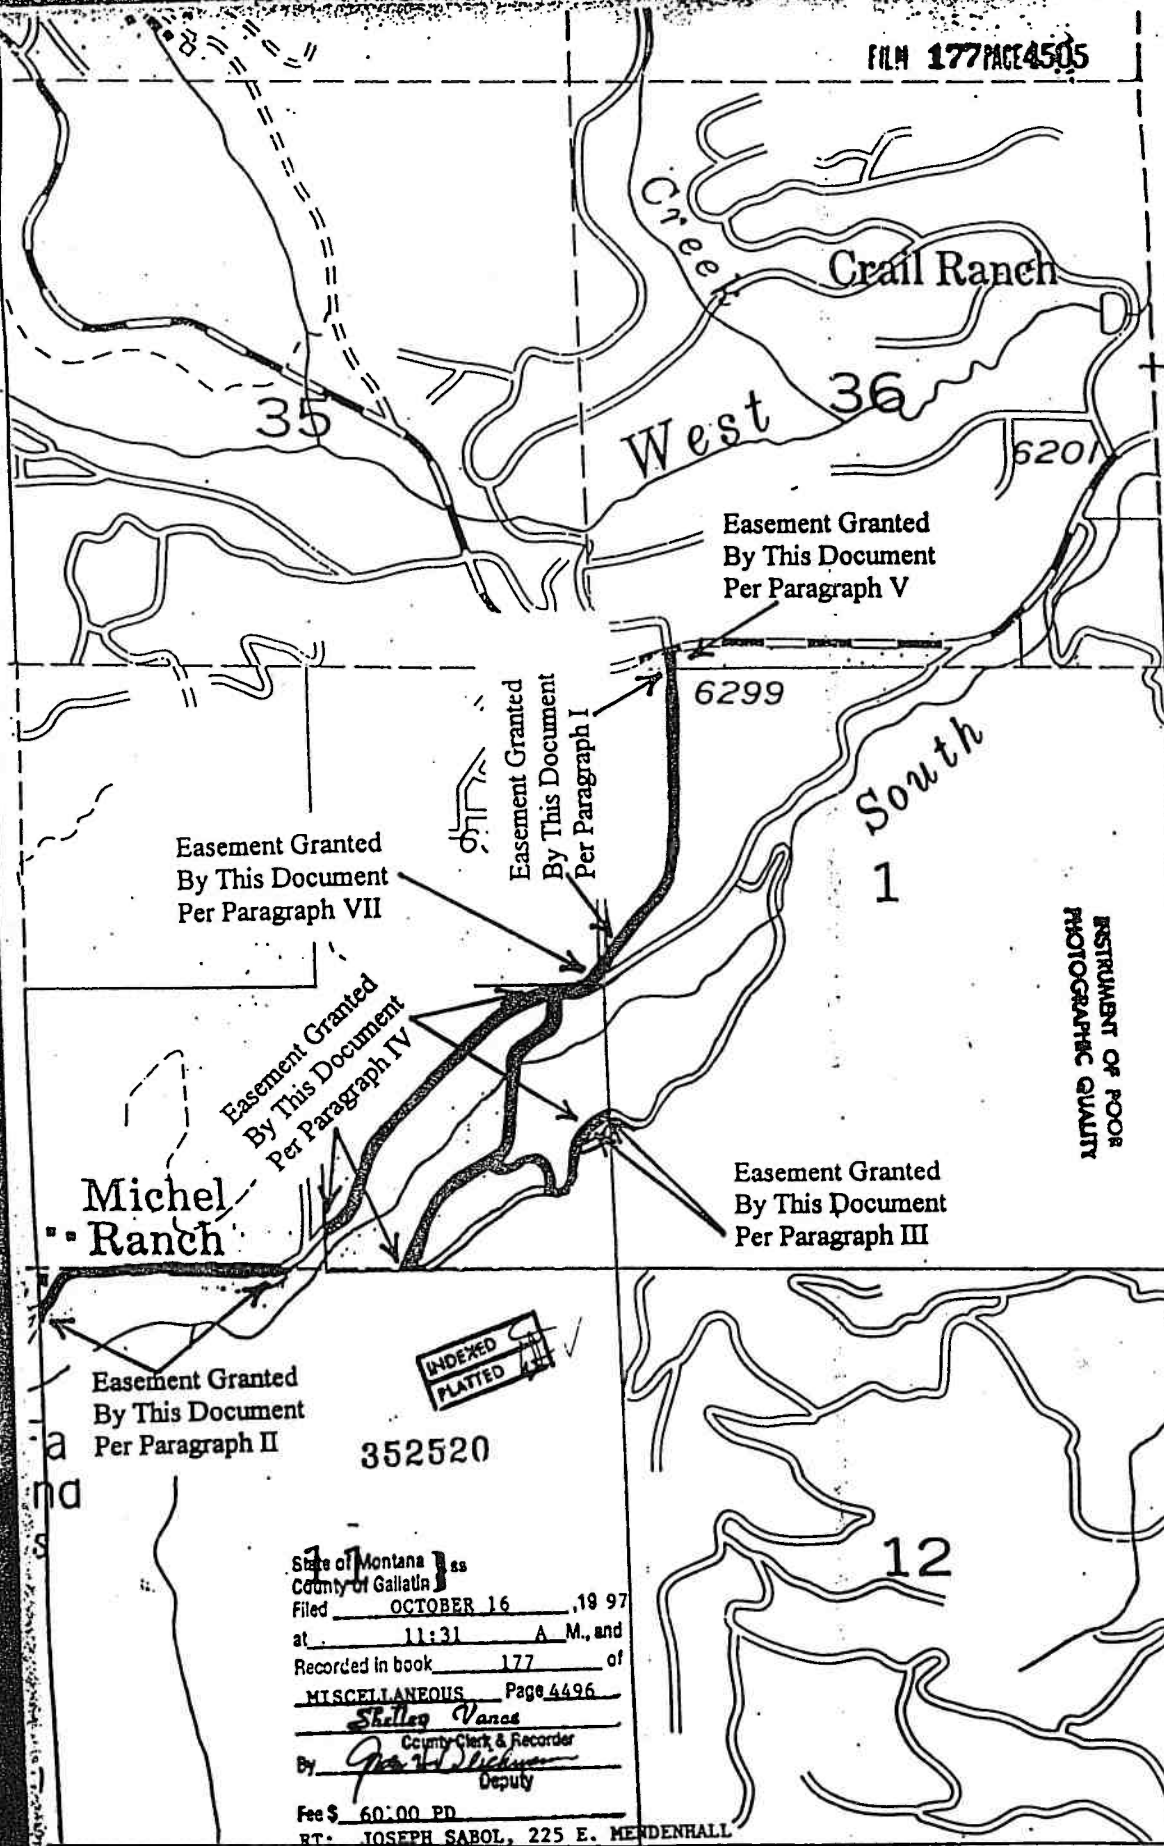 FILM 177PAGE4505
Creek
Crail Ranch
35
West
36
6201
Easement Granted
By This Document
Per Paragraph V
6299
Easement Granted
By This Document
Per Paragraph I
South
6
Easement Granted
By This Document
Per Paragraph VII
1
INSTRUMENT OF POOR
PHOTOGRAPHIC QUALITY
Easement Granted
By This Document
Per Paragraph IV
Michel
Ranch
Easement Granted
By This Document
Per Paragraph III
INDEXED
PLATTED
Easement Granted
By This Document
Per Paragraph II
a
nd
s
352520
11
12
State of Montana } ss
County of Gallatin
Filed OCTOBER 16 ,19 97
at 11:31 A M., and
Recorded in book 177 of
MISCELLANEOUS Page 4496
Shelley Vance
County Clerk & Recorder
By
Deputy
Fee $ 60.00 PD
RT: JOSEPH SABOL, 225 E. MENDENHALL